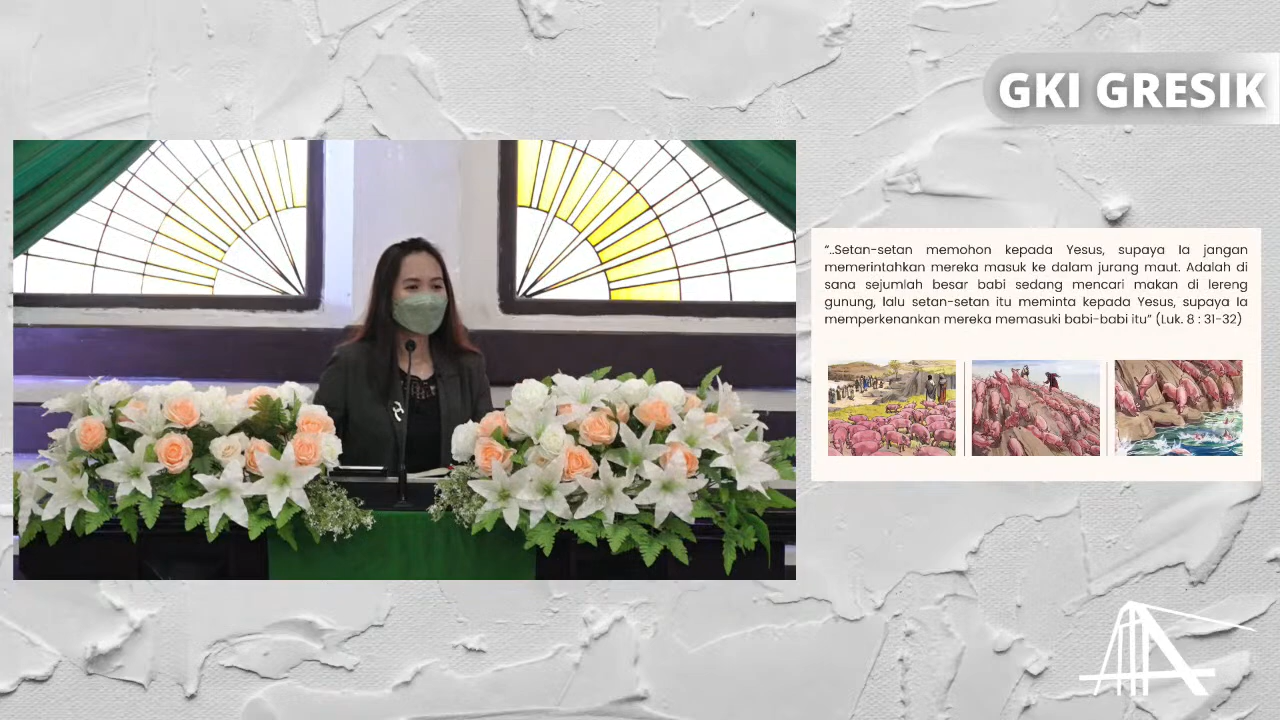 GKI GRESIK
“..Setan-setan memohon kepada Yesus, supaya Ia jangan
memerintahkan mereka masuk ke dalam jurang maut. Adalah di
sana sejumlah besar babi sedang mencari makan di lereng
gunung, lalu setan-setan itu meminta kepada Yesus, supaya Ia
memperkenankan mereka memasuki babi-babi itu” (Luk. 8 : 31-32)